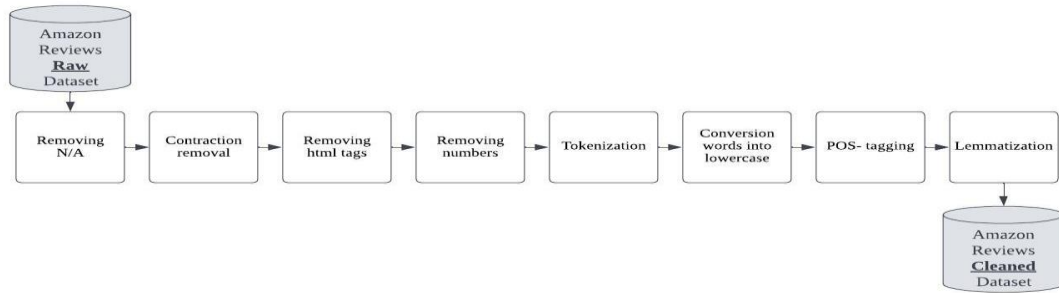 Amazon
Reviews
Raw
Dataset
Removing
N/A
Contraction
removal
Removing
html tags
Removing
numbers
Tokenization
Conversion
words into
lowercase
POS- tagging
Lemmatization
Amazon
Reviews
Cleaned
Dataset